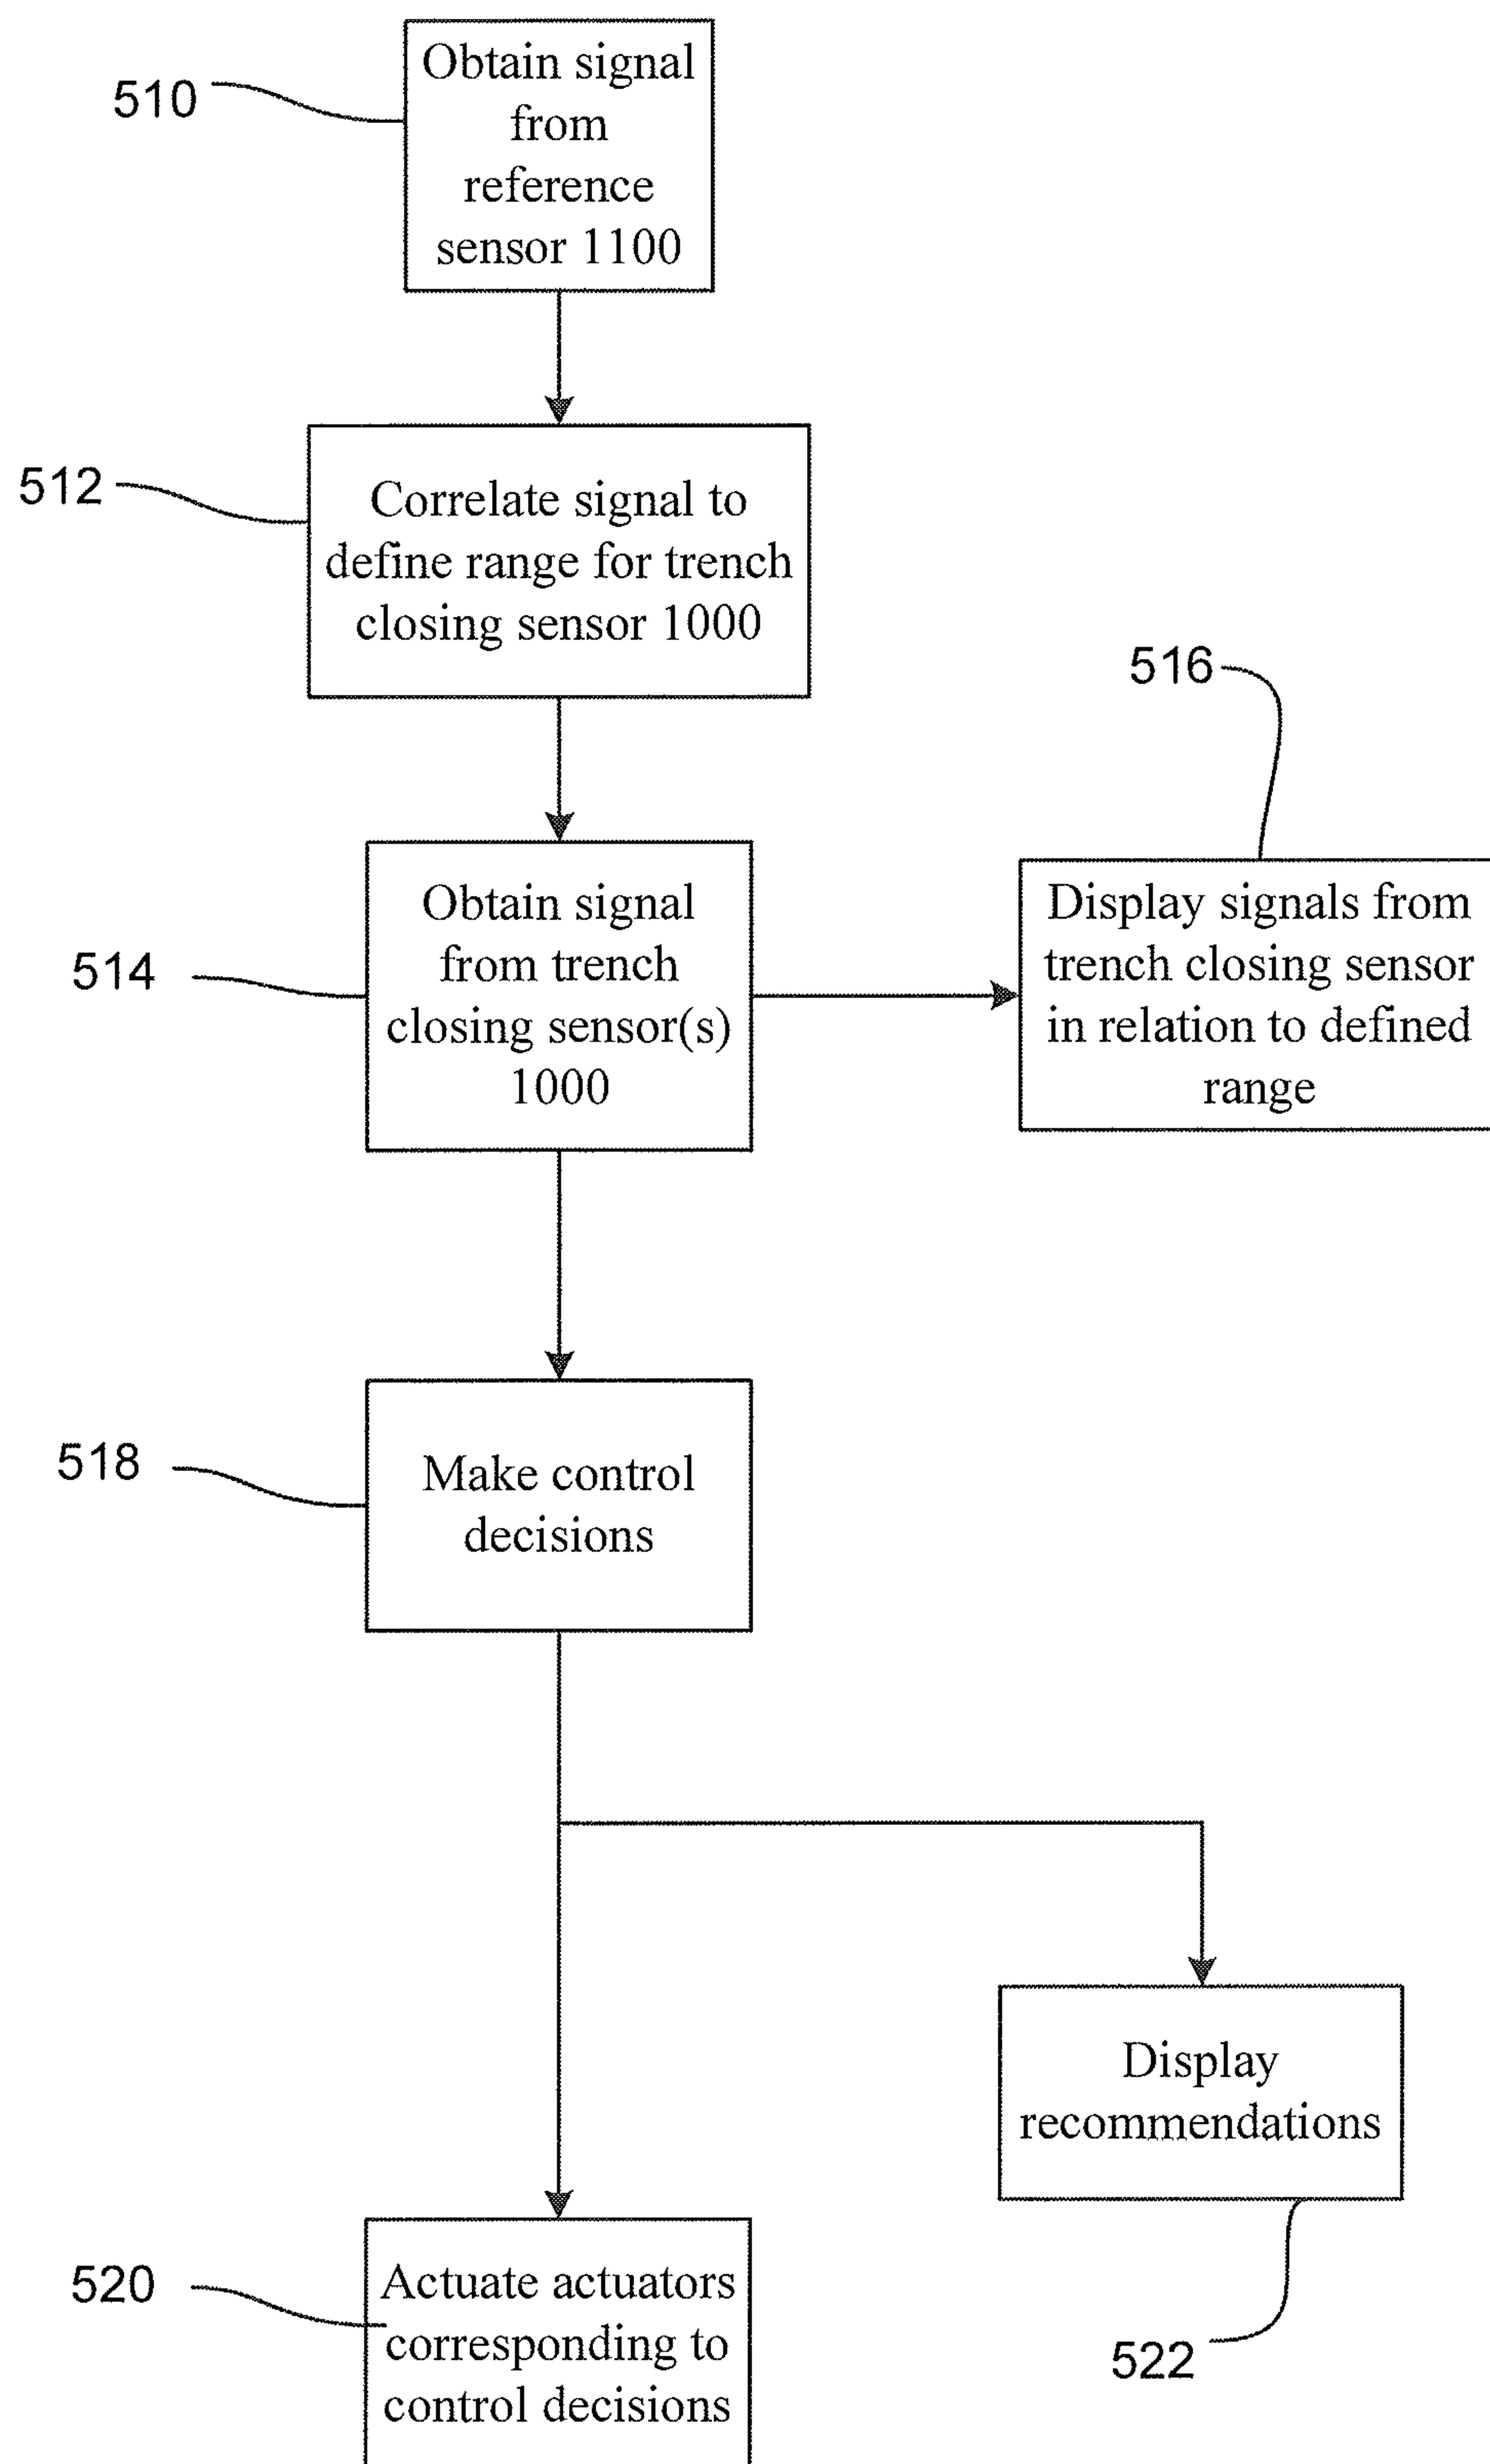 510
Obtain signal
from
reference
sensor 1100
512
Correlate signal to
define range for trench
closing sensor 1000
516
514
Obtain signal
from trench
closing sensor(s)
1000
Display signals from
trench closing sensor
in relation to defined
range
518
Make control
decisions
Display
recommendations
522
520
Actuate actuators
corresponding to
control decisions